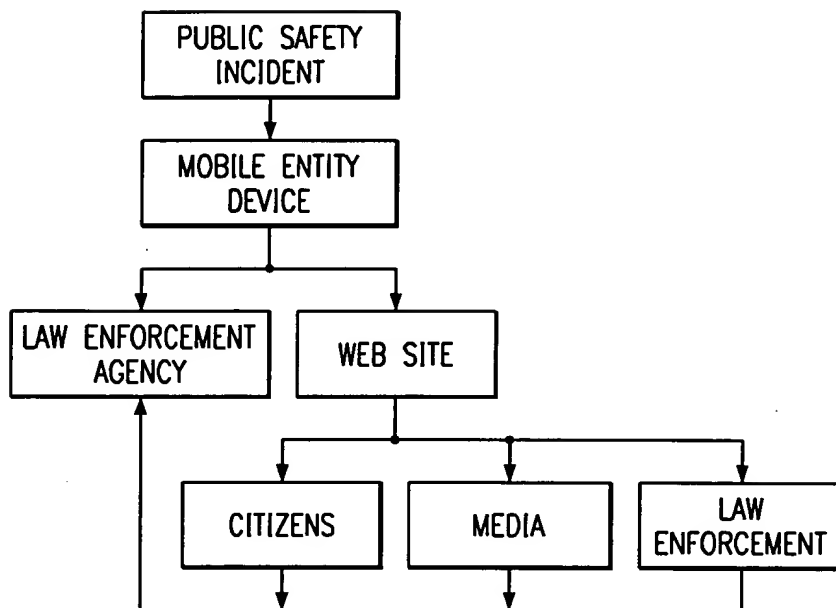 PUBLIC SAFETY
INCIDENT
MOBILE ENTITY
DEVICE
LAW ENFORCEMENT
AGENCY
WEB SITE
CITIZENS
MEDIA
LAW
ENFORCEMENT